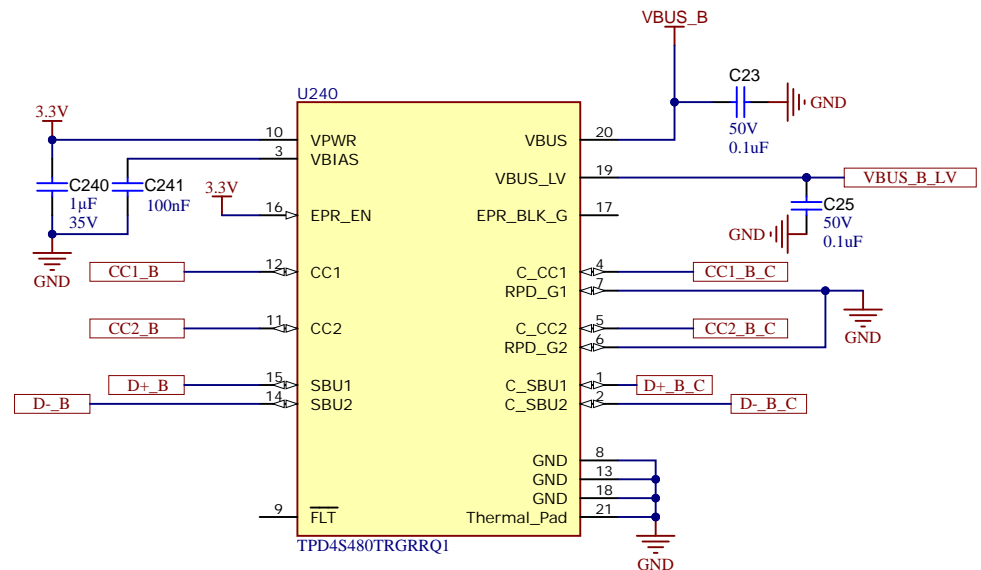 VBUS_B
C23
GND
50V
0.1uF
U240
3.3V
10 VPWR
3 VBIAS
VBUS 20
C240
1µF
35V
C241
100nF
GND
3.3V
16 EPR_EN
VBUS_LV 19
VBUS_B_LV
EPR_BLK_G 17
C25
50V
0.1uF
GND
CC1_B
12 CC1
C_CC1 4
CC1_B_C
RPD_G1 7
GND
CC2_B
11 CC2
C_CC2 5
CC2_B_C
RPD_G2 6
D+_B
15 SBU1
C_SBU1 1
D+_B_C
D-_B
14 SBU2
C_SBU2 2
D-_B_C
GND 8
GND 13
GND 18
9 FLT
Thermal_Pad 21
TPD4S480TRGRRQ1
GND